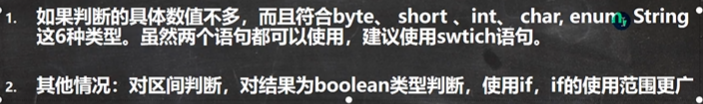 1. 如果判断的具体数值不多，而且符合byte、 short 、int、 char, enum, String
这6种类型。虽然两个语句都可以使用，建议使用swtich语句。
2. 其他情况：对区间判断，对结果为boolean类型判断，使用if，if的使用范围更广